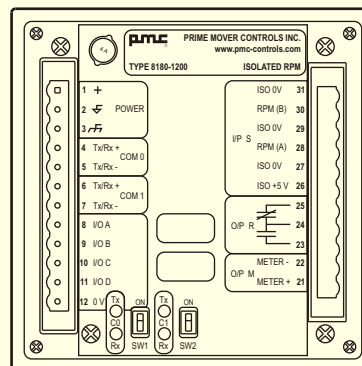 4A
pmc PRIME MOVER CONTROLS INC.
www.pmc-controls.com
TYPE 8180-1200 ISOLATED RPM
1 +
2 POWER
3
4 Tx/Rx +
COM 0
5 Tx/Rx -
6 Tx/Rx +
COM 1
7 Tx/Rx -
8 I/O A
9 I/O B
10 I/O C
11 I/O D
12 0 V
ISO 0V 31
RPM (B) 30
ISO 0V 29
I/P S
RPM (A) 28
ISO 0V 27
ISO +5 V 26
25
O/P R 24
23
METER - 22
O/P M
METER + 21
Tx ON Tx ON
C0 C1
Rx SW1 Rx SW2